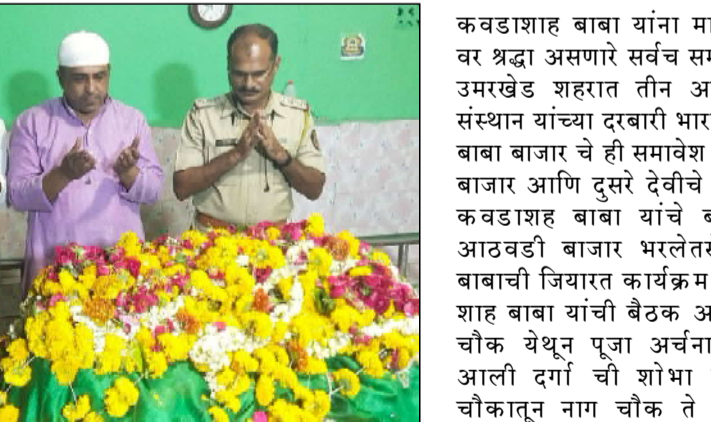 कवडाशाह बाबा यांना मा
वर श्रद्धा असणारे सर्वच सम
उमरखेड शहरात तीन अ
संस्थान यांच्या दरबारी भार
बाबा बाजार चे ही समावेश
बाजार आणि दुसरे देवीचे
कवडाशह बाबा यांचे ब
आठवडी बाजार भरलेतस
बाबाची जियारत कार्यक्रम
शाह बाबा यांची बैठक अ
चौक येथून पूजा अर्चना
आली दर्गा ची शोभा
चौकातून नाग चौक ते